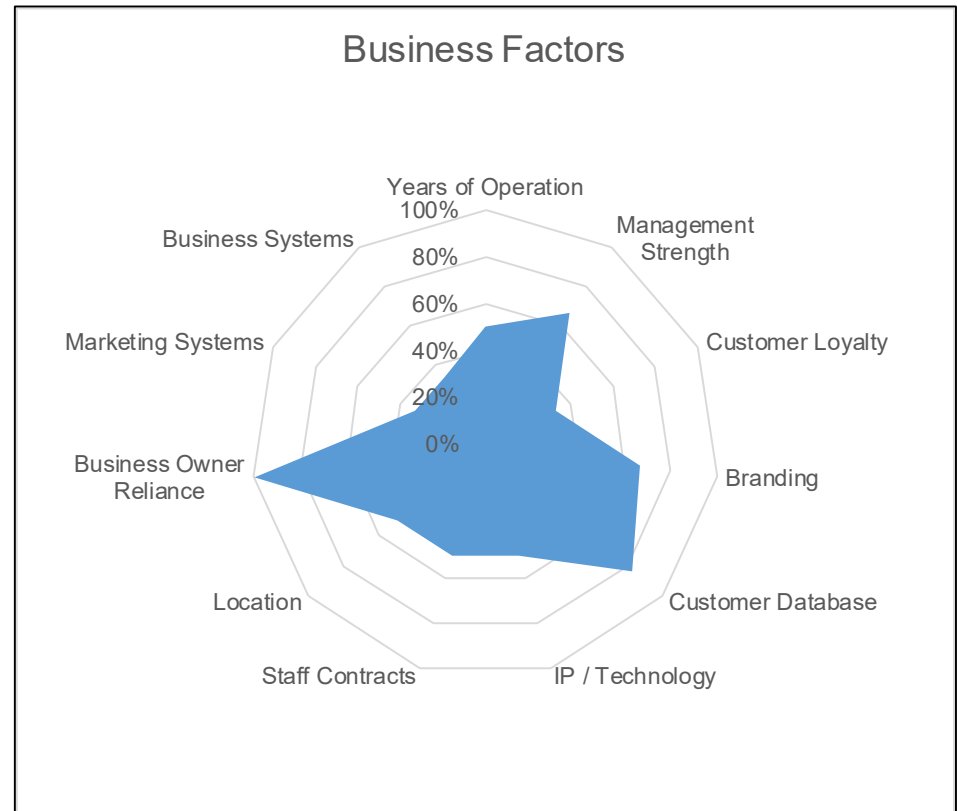 Business Factors
Years of Operation
100%
Management
Strength
Business Systems
80%
60%
Marketing Systems
Customer Loyalty
40%
20%
0%
Business Owner
Reliance
Branding
Location
Customer Database
Staff Contracts
IP / Technology